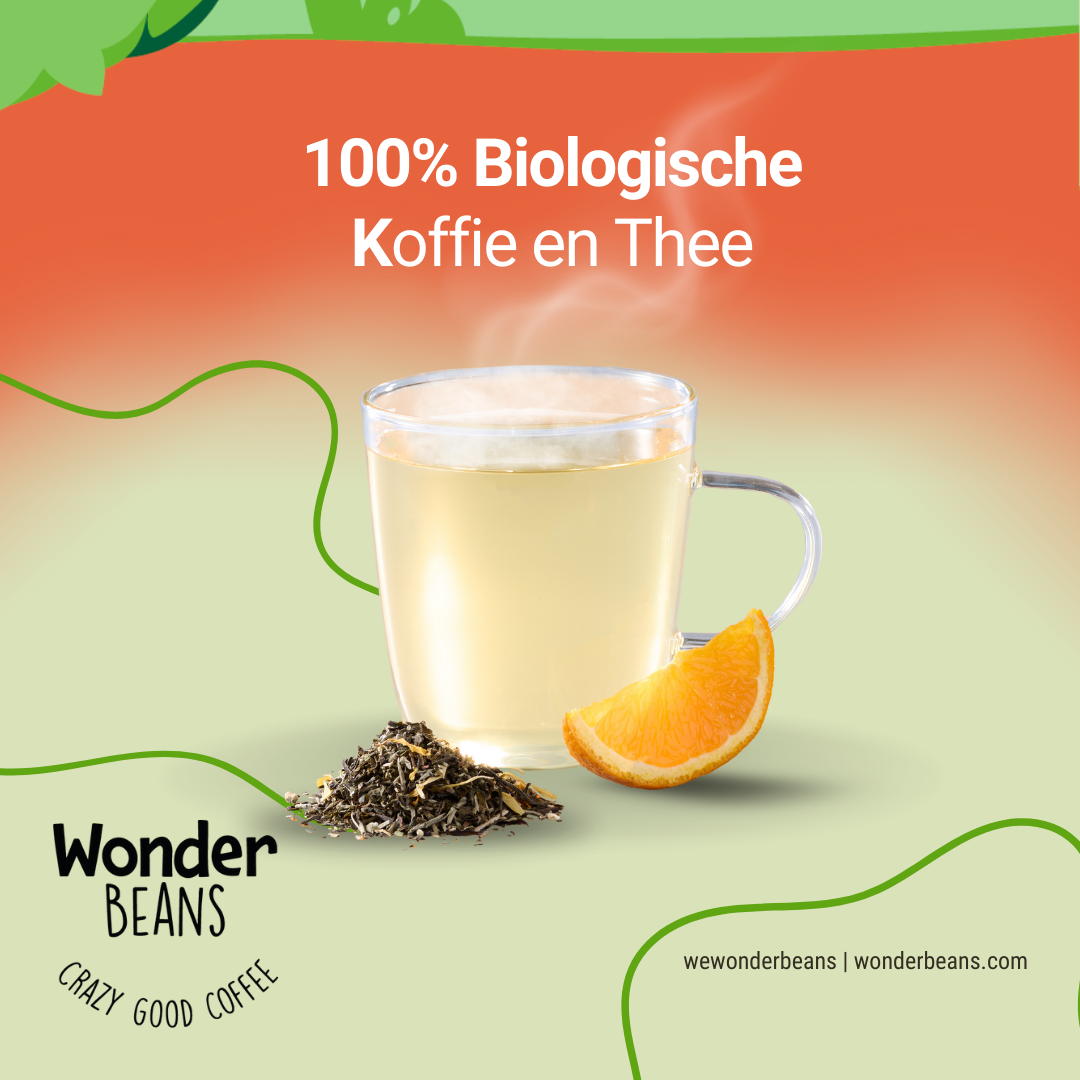 100% Biologische
Koffie en Thee
Wonder
BEANS
CRAZY GOOD COFFEE
wewonderbeans | wonderbeans.com